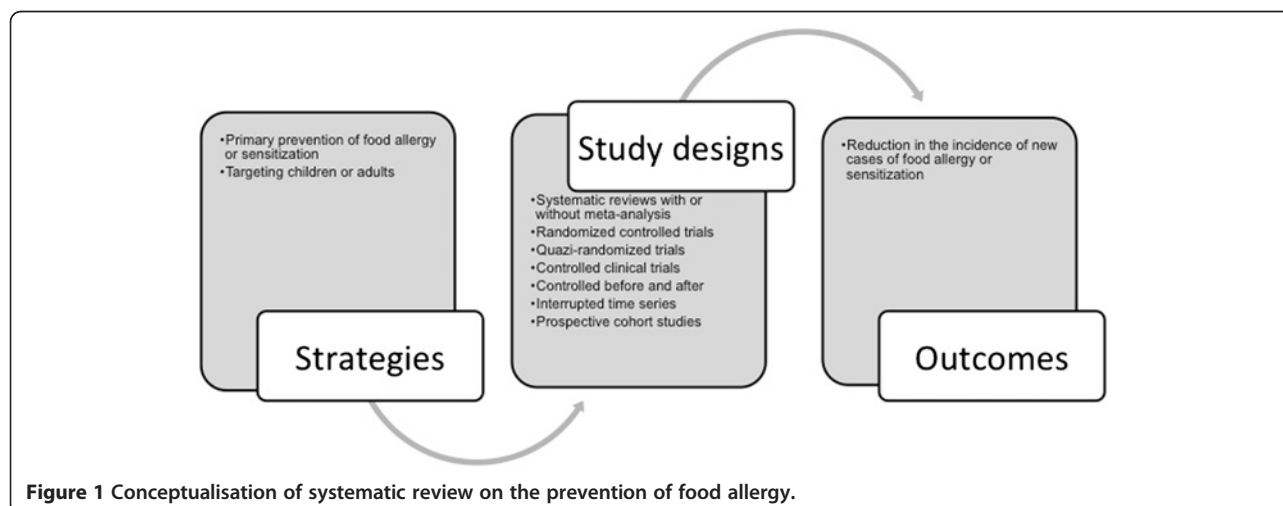 •Primary prevention of food allergy
or sensitization
•Targeting children or adults
Strategies
Study designs
•Systematic reviews with or
without meta-analysis
•Randomized controlled trials
•Quazi-randomized trials
•Controlled clinical trials
•Controlled before and after
•Interrupted time series
•Prospective cohort studies
•Reduction in the incidence of new
cases of food allergy or
sensitization
Outcomes
Figure 1 Conceptualisation of systematic review on the prevention of food allergy.